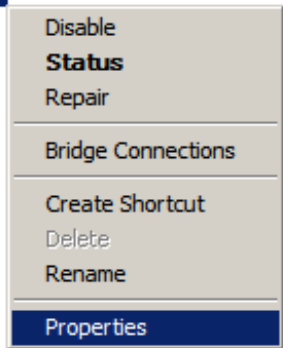 Disable
Status
Repair
Bridge Connections
Create Shortcut
Delete
Rename
Properties